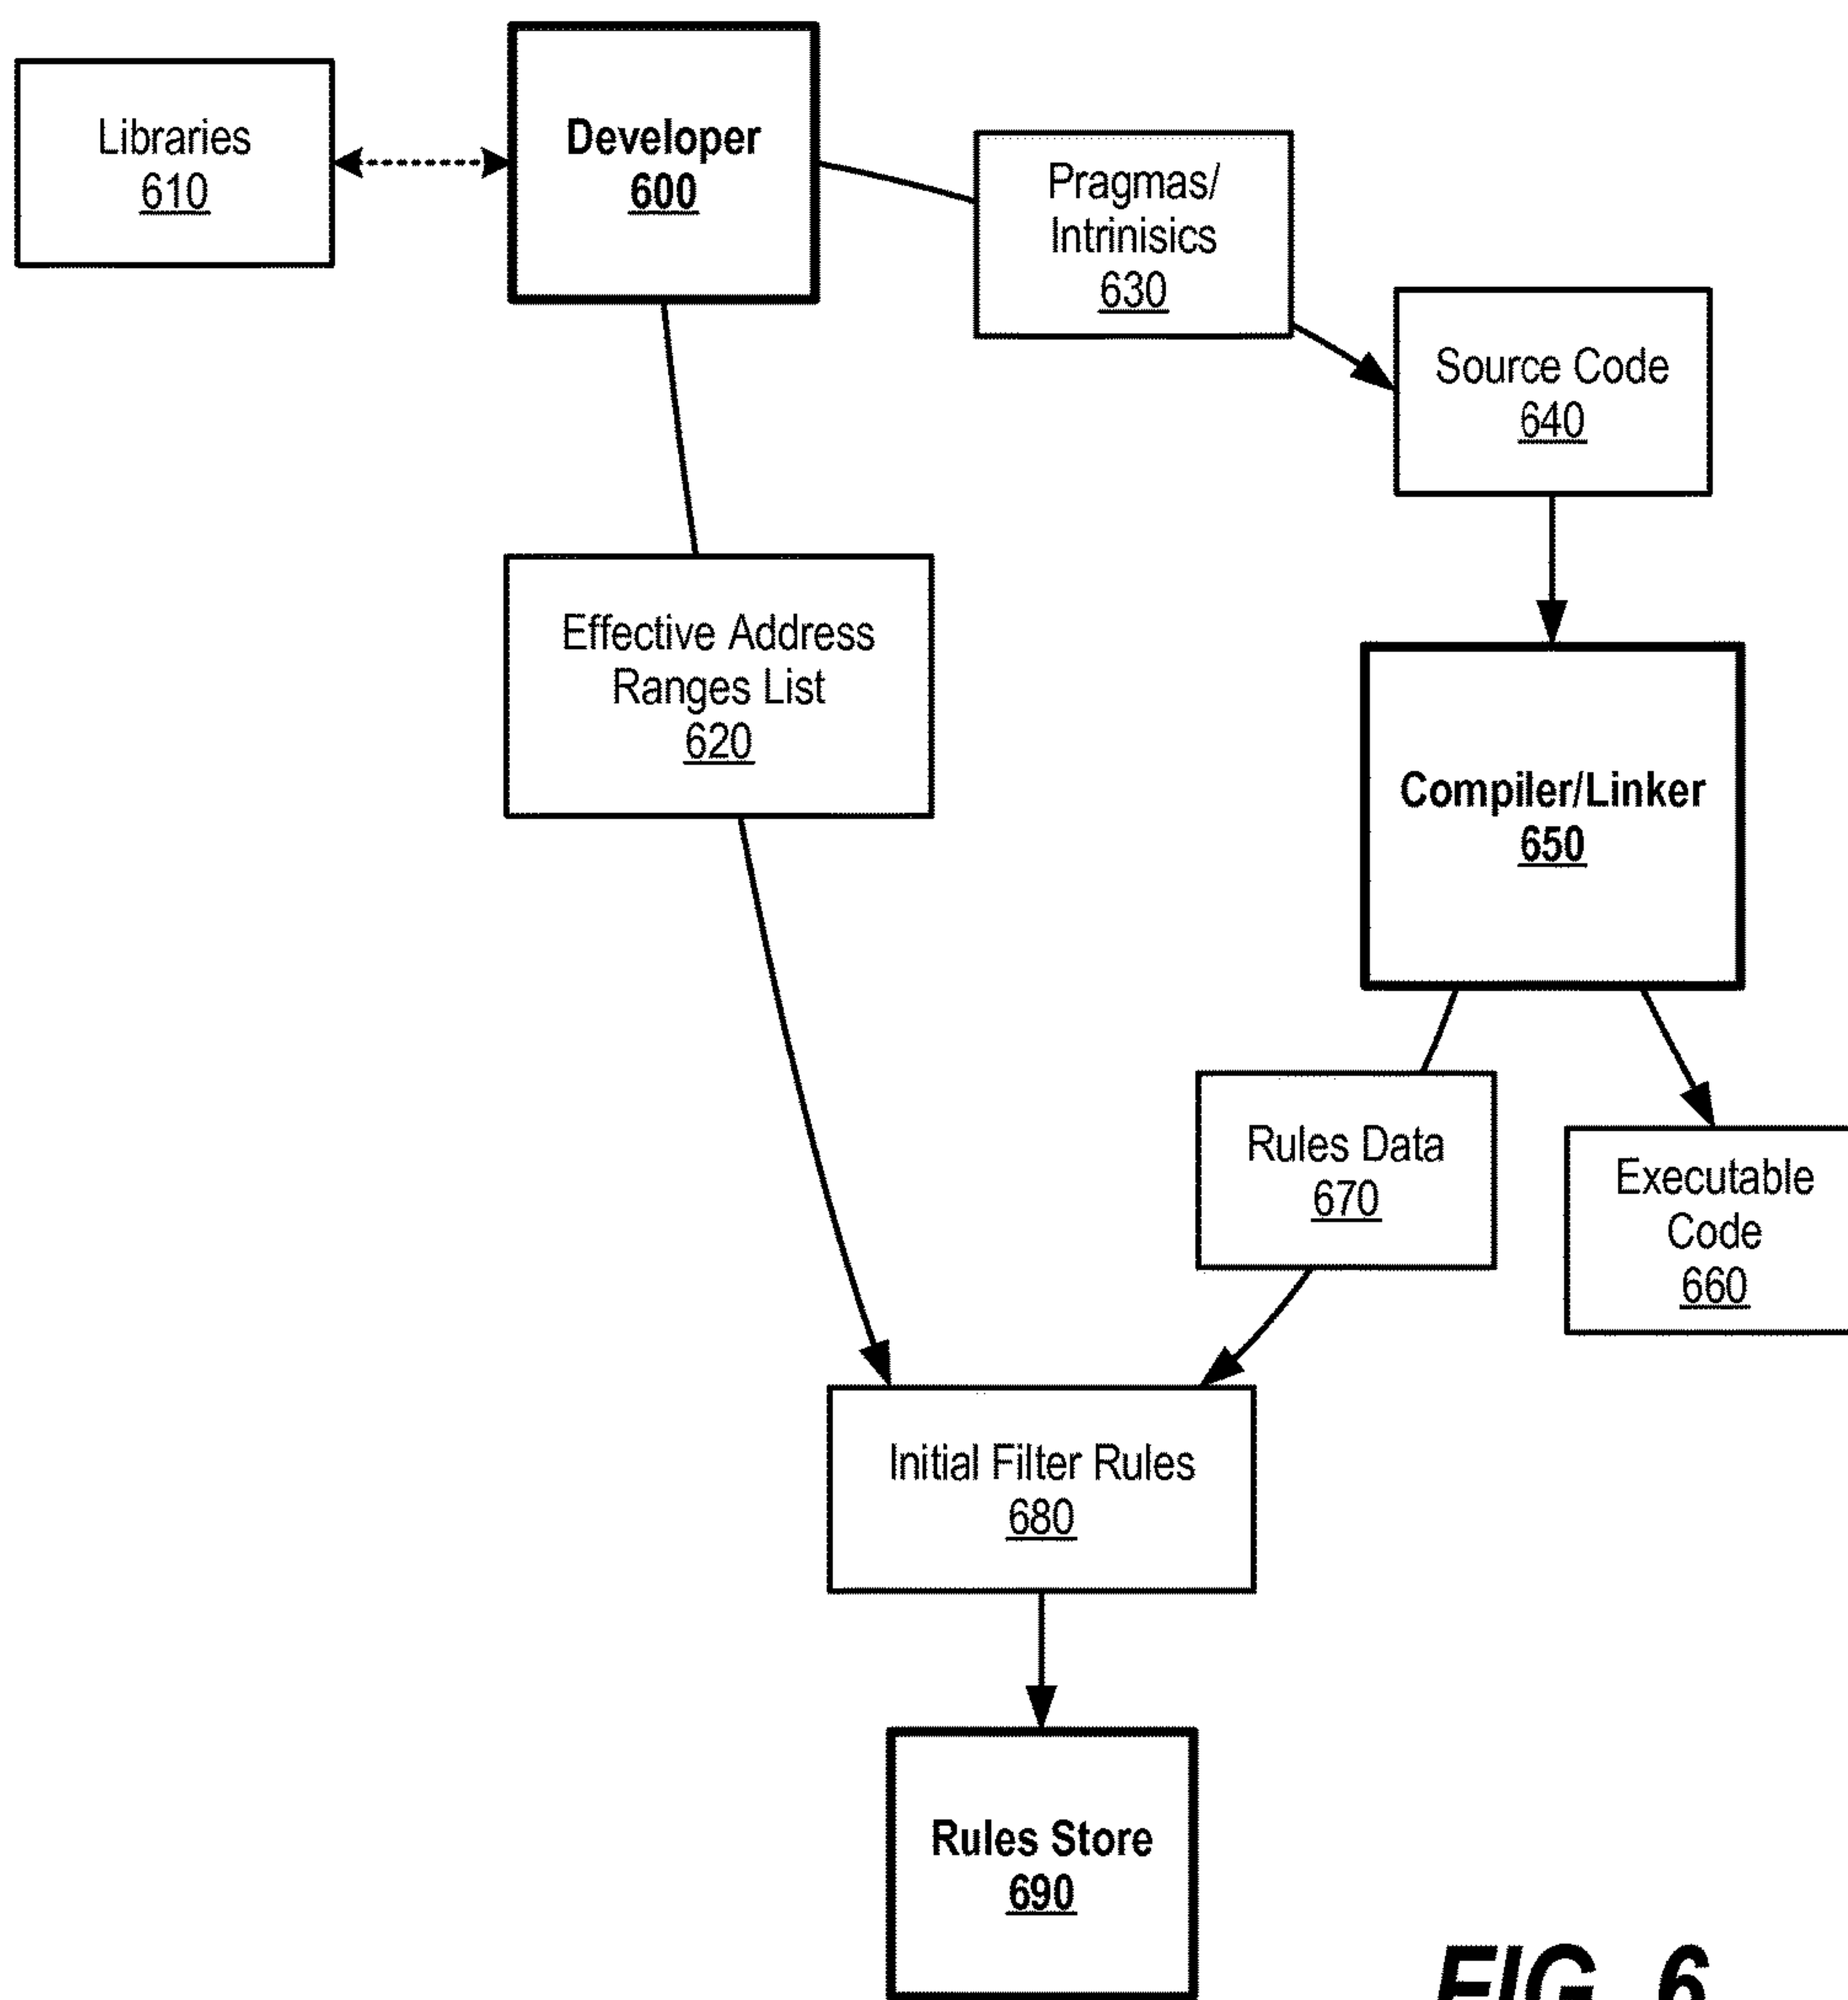 Libraries
610
Developer
600
Pragmas/
Intrinisics
630
Source Code
640
Effective Address
Ranges List
620
Compiler/Linker
650
Rules Data
670
Executable
Code
660
Initial Filter Rules
680
Rules Store
690
FIG. 6